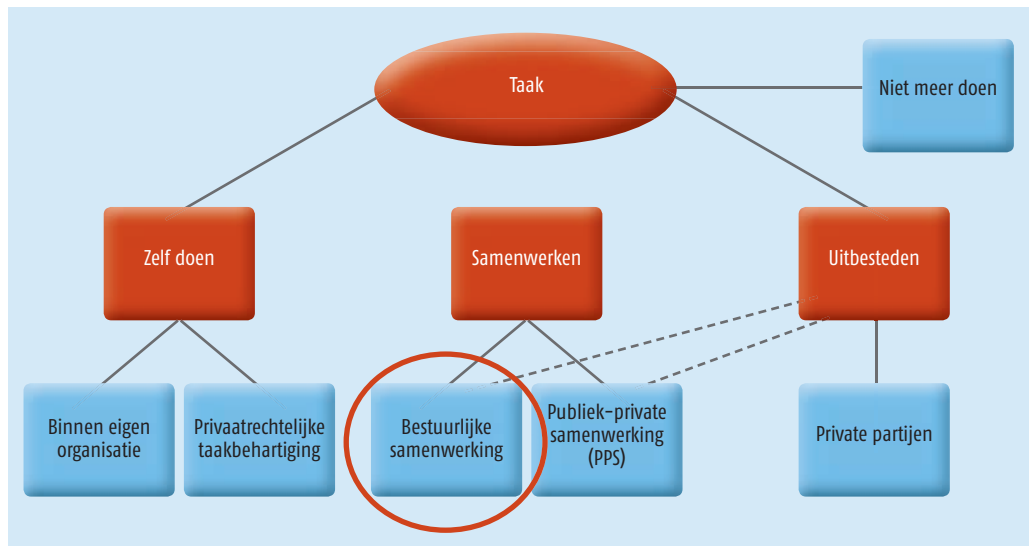 Taak
Niet meer doen
Zelf doen
Samenwerken
Uitbesteden
Binnen eigen
organisatie
Privaatrechtelijke
taakbehartiging
Bestuurlijke
samenwerking
Publiek-private
samenwerking
(PPS)
Private partijen